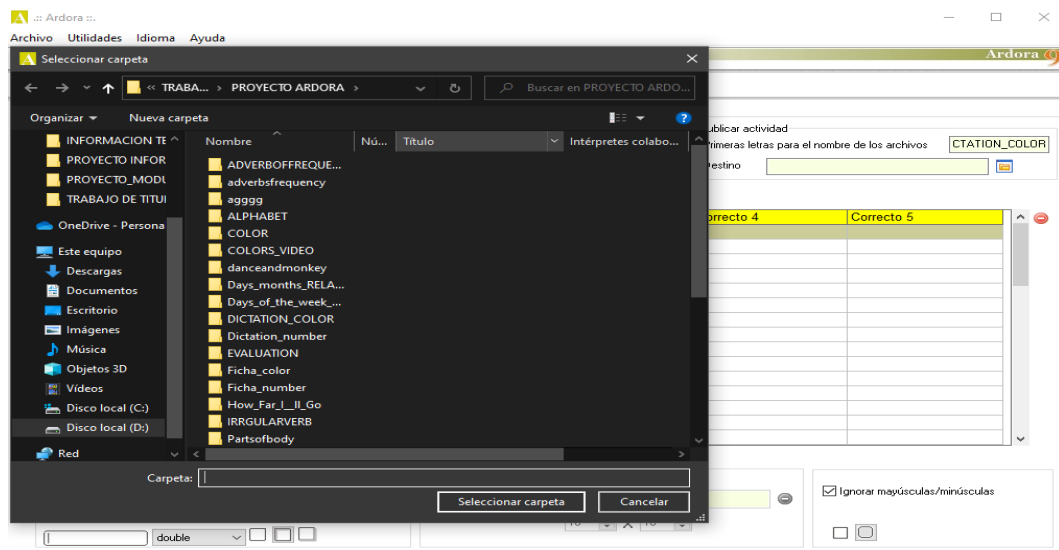 .:: Ardora ::.
Archivo Utilidades Idioma Ayuda
Seleccionar carpeta
Ardora 9
« TRABA... › PROYECTO ARDORA ›
Buscar en PROYECTO ARDO...
Organizar
Nueva carpeta
INFORMACION TE
PROYECTO INFOR
PROYECTO_MODU
TRABAJO DE TITUI
OneDrive - Persona
Este equipo
Descargas
Documentos
Escritorio
Imágenes
Música
Objetos 3D
Vídeos
Disco local (C:)
Disco local (D:)
Red
Nombre Nú... Título Intérpretes colabo...
ADVERBOFFREQUE...
adverbsfrequency
agggg
ALPHABET
COLOR
COLORS_VIDEO
danceandmonkey
Days_months_RELA...
Days_of_the_week_...
DICTATION_COLOR
Dictation_number
EVALUATION
Ficha_color
Ficha_number
How_Far_I__ll_Go
IRRGULARVERB
Partsofbody
Carpeta:
Seleccionar carpeta
Cancelar
ublicar actividad
rimeras letras para el nombre de los archivos CTATION_COLOR
estino
orrecto 4 Correcto 5
Ignorar mayúsculas/minúsculas
double
X